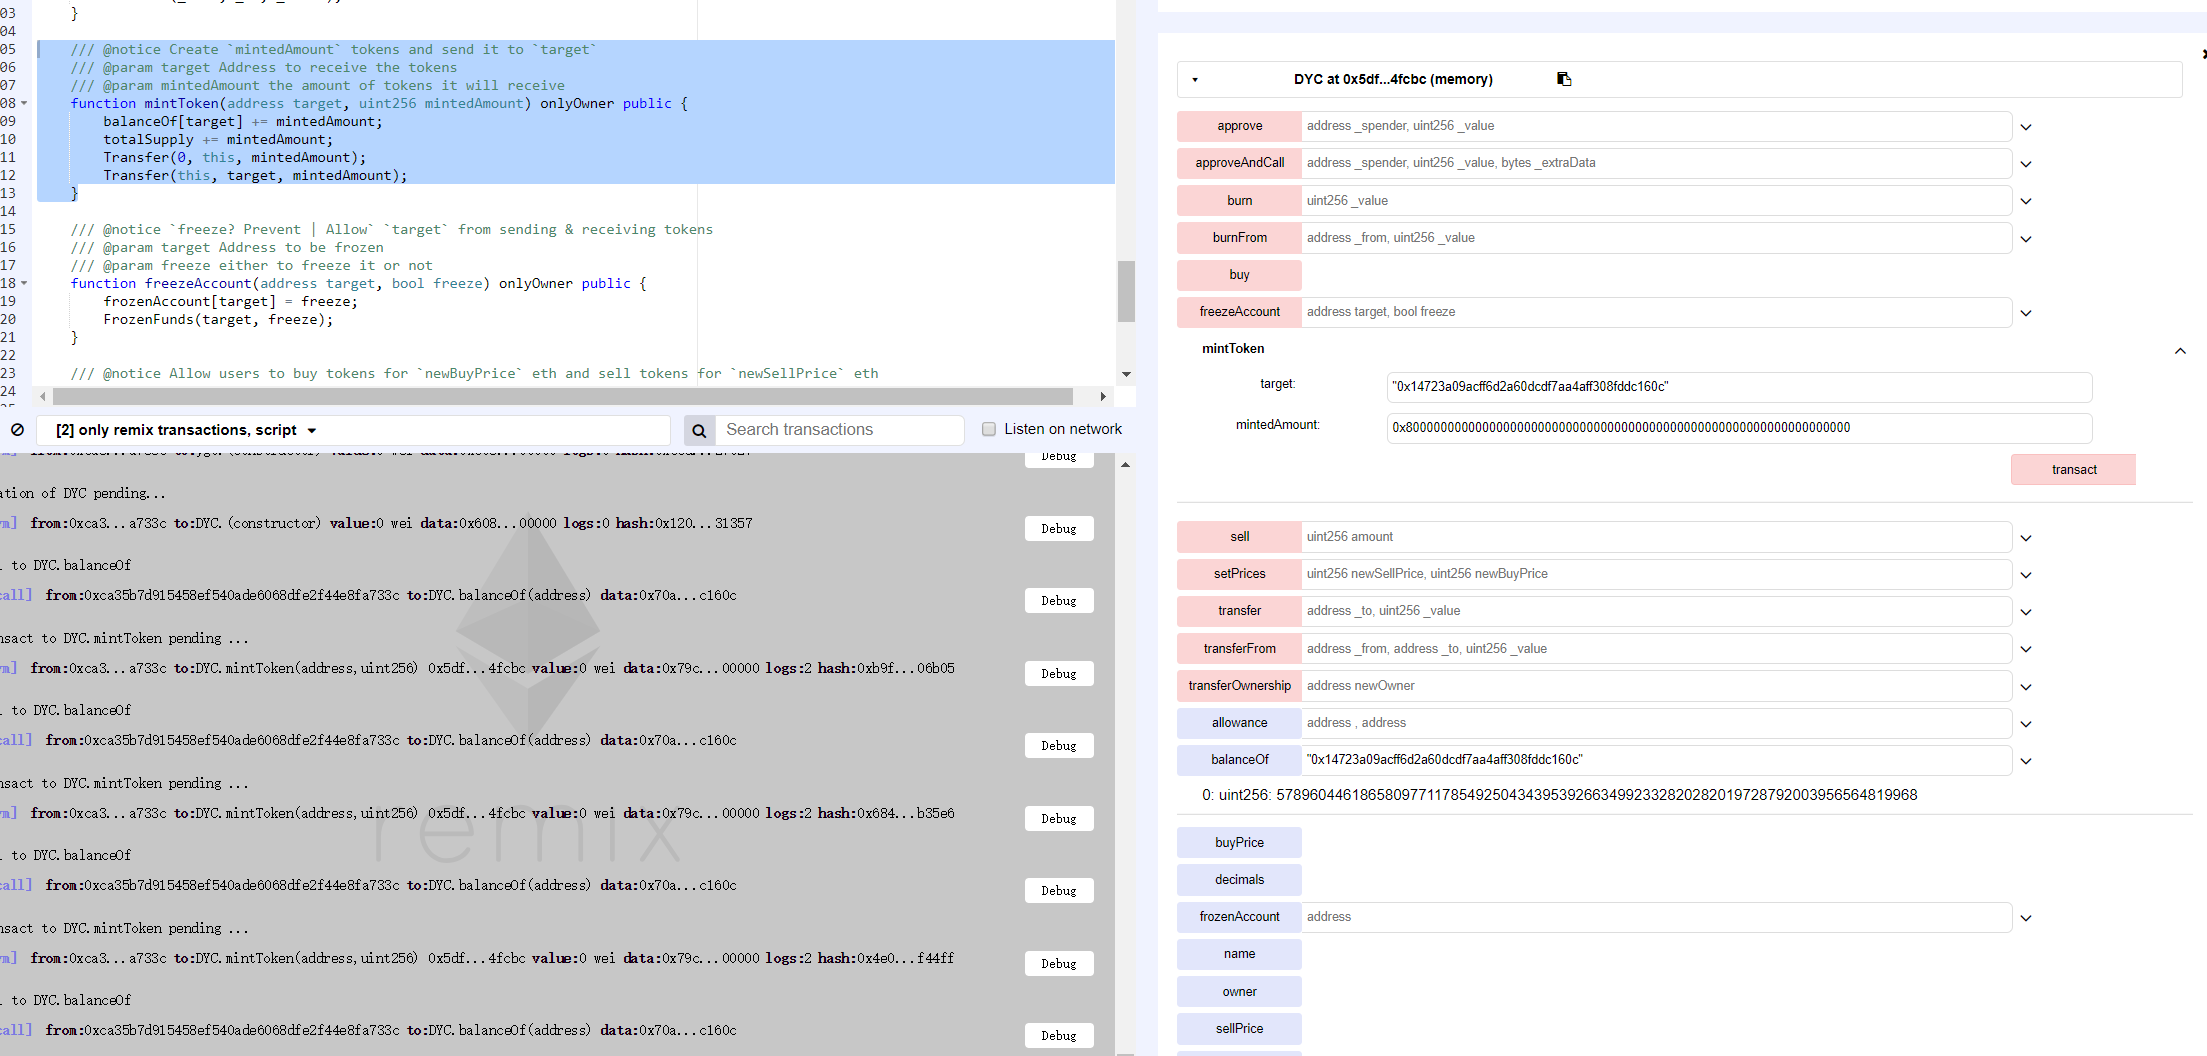 03 }
04
05 /// @notice Create `mintedAmount` tokens and send it to `target`
06 /// @param target Address to receive the tokens
07 /// @param mintedAmount the amount of tokens it will receive
08 function mintToken(address target, uint256 mintedAmount) onlyOwner public {
09 balanceOf[target] += mintedAmount;
10 totalSupply += mintedAmount;
11 Transfer(0, this, mintedAmount);
12 Transfer(this, target, mintedAmount);
13 }
14
15 /// @notice `freeze? Prevent | Allow` `target` from sending & receiving tokens
16 /// @param target Address to be frozen
17 /// @param freeze either to freeze it or not
18 function freezeAccount(address target, bool freeze) onlyOwner public {
19 frozenAccount[target] = freeze;
20 FrozenFunds(target, freeze);
21 }
22
23 /// @notice Allow users to buy tokens for `newBuyPrice` eth and sell tokens for `newSellPrice` eth
24
[2] only remix transactions, script
Search transactions
Listen on network
Debug
ation of DYC pending...
m] from:0xca3...a733c to:DYC.(constructor) value:0 wei data:0x608...00000 logs:0 hash:0x120...31357
Debug
to DYC.balanceOf
call] from:0xca35b7d915458ef540ade6068dfe2f44e8fa733c to:DYC.balanceOf(address) data:0x70a...c160c
Debug
nsact to DYC.mintToken pending ...
m] from:0xca3...a733c to:DYC.mintToken(address,uint256) 0x5df...4fcbc value:0 wei data:0x79c...00000 logs:2 hash:0xb9f...06b05
Debug
to DYC.balanceOf
call] from:0xca35b7d915458ef540ade6068dfe2f44e8fa733c to:DYC.balanceOf(address) data:0x70a...c160c
Debug
nsact to DYC.mintToken pending ...
m] from:0xca3...a733c to:DYC.mintToken(address,uint256) 0x5df...4fcbc value:0 wei data:0x79c...00000 logs:2 hash:0x684...b35e6
Debug
remix
to DYC.balanceOf
call] from:0xca35b7d915458ef540ade6068dfe2f44e8fa733c to:DYC.balanceOf(address) data:0x70a...c160c
Debug
nsact to DYC.mintToken pending ...
m] from:0xca3...a733c to:DYC.mintToken(address,uint256) 0x5df...4fcbc value:0 wei data:0x79c...00000 logs:2 hash:0x4e0...f44ff
Debug
to DYC.balanceOf
call] from:0xca35b7d915458ef540ade6068dfe2f44e8fa733c to:DYC.balanceOf(address) data:0x70a...c160c
Debug
DYC at 0x5df...4fcbc (memory)
approve address _spender, uint256 _value
approveAndCall address _spender, uint256 _value, bytes _extraData
burn uint256 _value
burnFrom address _from, uint256 _value
buy
freezeAccount address target, bool freeze
mintToken
target: "0x14723a09acff6d2a60dcdf7aa4aff308fddc160c"
mintedAmount: 0x8000000000000000000000000000000000000000000000000000000000000000
transact
sell uint256 amount
setPrices uint256 newSellPrice, uint256 newBuyPrice
transfer address _to, uint256 _value
transferFrom address _from, address _to, uint256 _value
transferOwnership address newOwner
allowance address , address
balanceOf "0x14723a09acff6d2a60dcdf7aa4aff308fddc160c"
0: uint256: 57896044618658097711785492504343953926634992332820282019728792003956564819968
buyPrice
decimals
frozenAccount address
name
owner
sellPrice